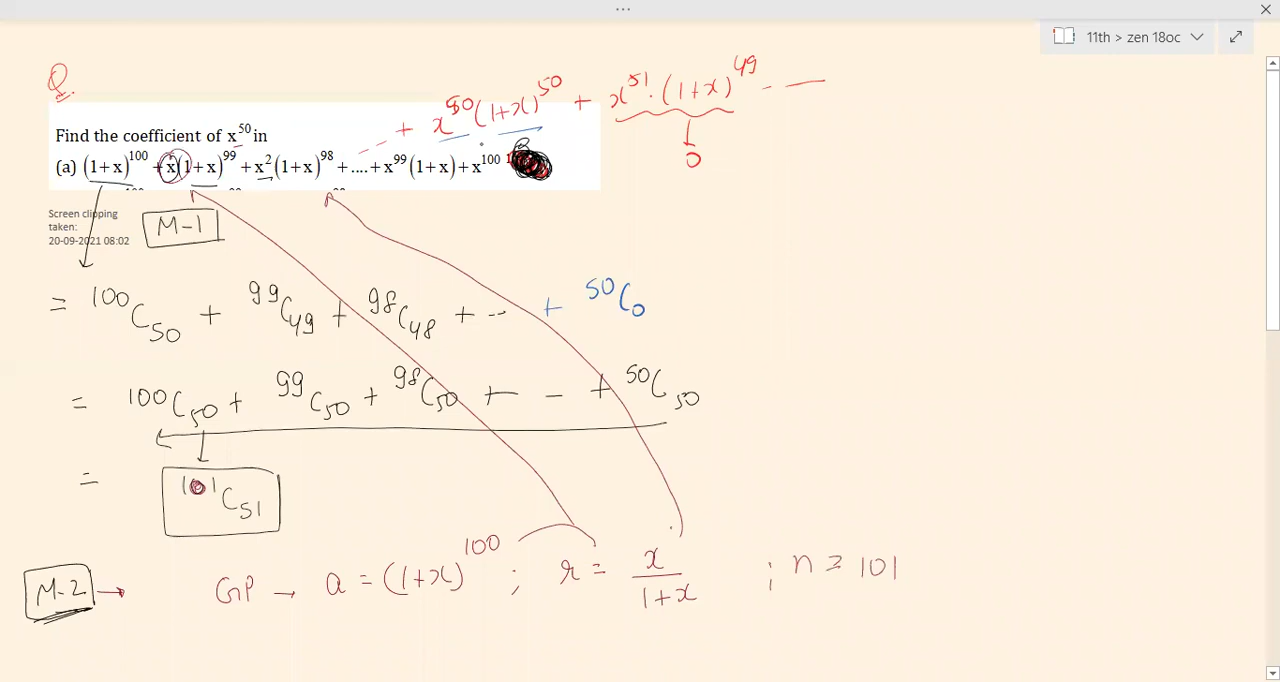 11th > zen 18oc
Q.
+ x^50 (1+x)^50 + x^51 . (1+x)^49 - —
0
Find the coefficient of x^50 in
(a) (1+x)^100 + x(1+x)^99 + x^2 (1+x)^98 + .... + x^99 (1+x) + x^100
Screen clipping
taken:
20-09-2021 08:02
M-1
= 100C50 + 99C49 + 98C48 + -- + 50C0
= 100C50 + 99C50 + 98C50 + - + 50C50
= 101C51
M-2 → GP → a = (1+x)^100 ; r = x/(1+x) ; n = 101